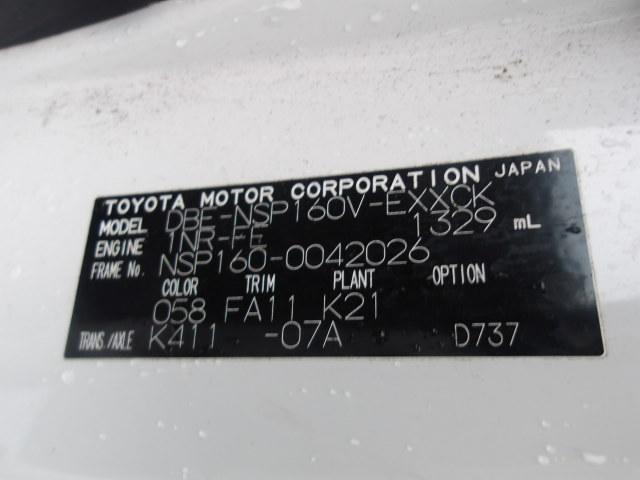 TOYOTA MOTOR CORPORATION JAPAN
MODEL DBE-NSP160V-EXXCK
ENGINE 1NR-FE 1329 mL
FRAME No. NSP160-0042026
COLOR TRIM PLANT OPTION
058 FA11 K21
TRANS./AXLE K411 -07A D737